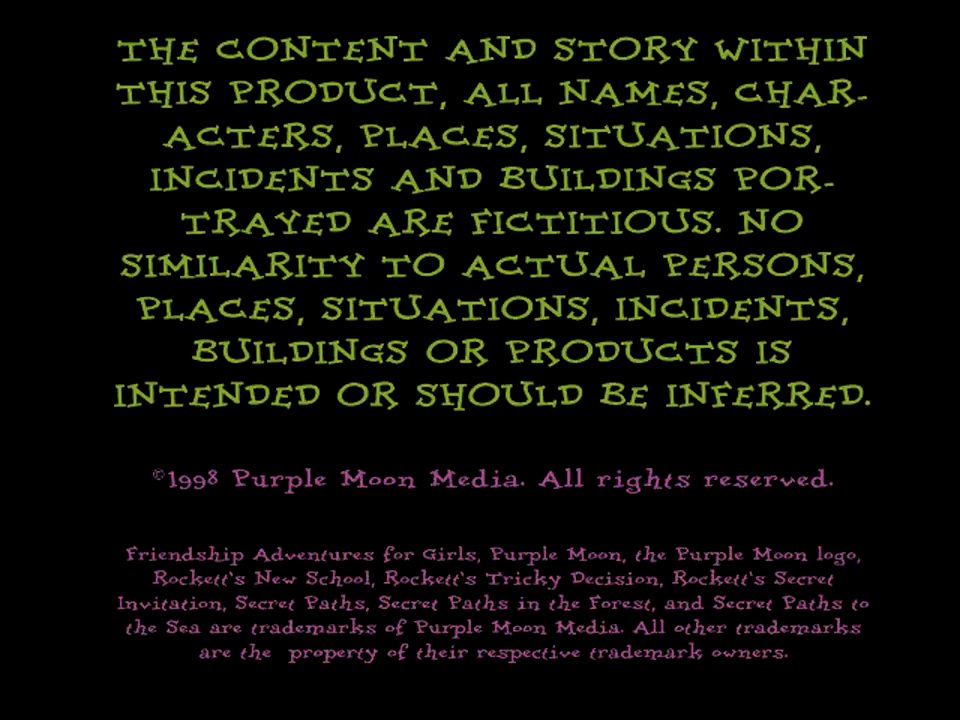 THE CONTENT AND STORY WITHIN
THIS PRODUCT, ALL NAMES, CHAR-
ACTERS, PLACES, SITUATIONS,
INCIDENTS AND BUILDINGS POR-
TRAYED ARE FICTITIOUS. NO
SIMILARITY TO ACTUAL PERSONS,
PLACES, SITUATIONS, INCIDENTS,
BUILDINGS OR PRODUCTS IS
INTENDED OR SHOULD BE INFERRED.
©1998 Purple Moon Media. All rights reserved.
Friendship Adventures for Girls, Purple Moon, the Purple Moon logo,
Rockett's New School, Rockett's Tricky Decision, Rockett's Secret
Invitation, Secret Paths, Secret Paths in the Forest, and Secret Paths to
the Sea are trademarks of Purple Moon Media. All other trademarks
are the property of their respective trademark owners.